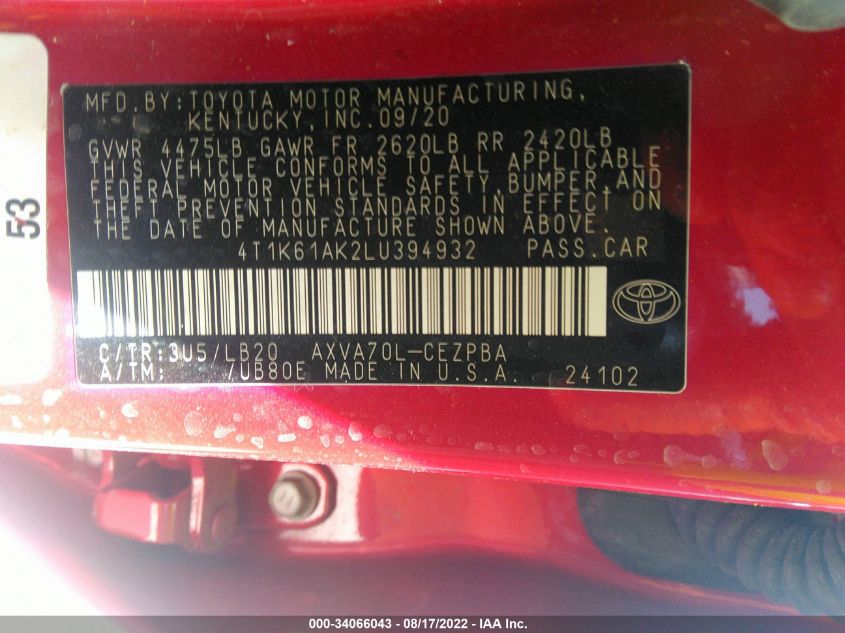 53
MFD. BY: TOYOTA MOTOR MANUFACTURING,
KENTUCKY, INC. 09/20
GVWR 4475LB GAWR FR 2620LB RR 2420LB
THIS VEHICLE CONFORMS TO ALL APPLICABLE
FEDERAL MOTOR VEHICLE SAFETY, BUMPER, AND
THEFT PREVENTION STANDARDS IN EFFECT ON
THE DATE OF MANUFACTURE SHOWN ABOVE.
4T1K61AK2LU394932 PASS. CAR
C/TR: 3U5/LB20 AXVA70L-CEZPBA
A/TM: /UB80E MADE IN U.S.A. 24102
000-34066043 - 08/17/2022 - IAA Inc.